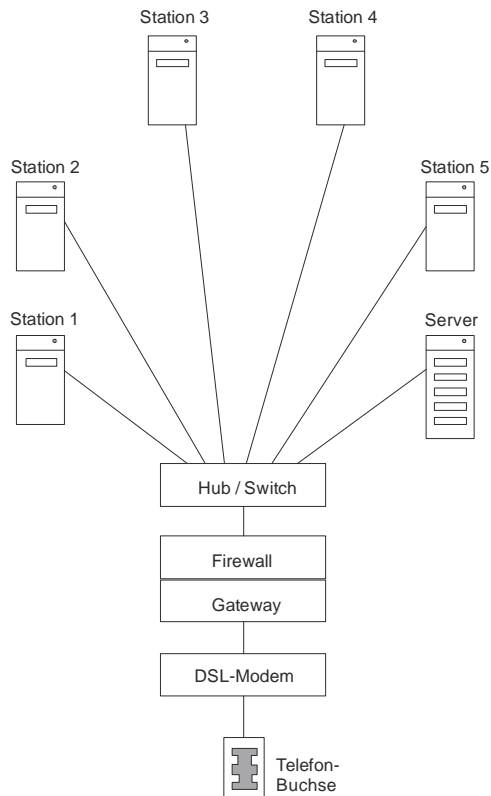 Station 3
Station 4
Station 2
Station 5
Station 1
Server
Hub / Switch
Firewall
Gateway
DSL-Modem
Telefon-
Buchse